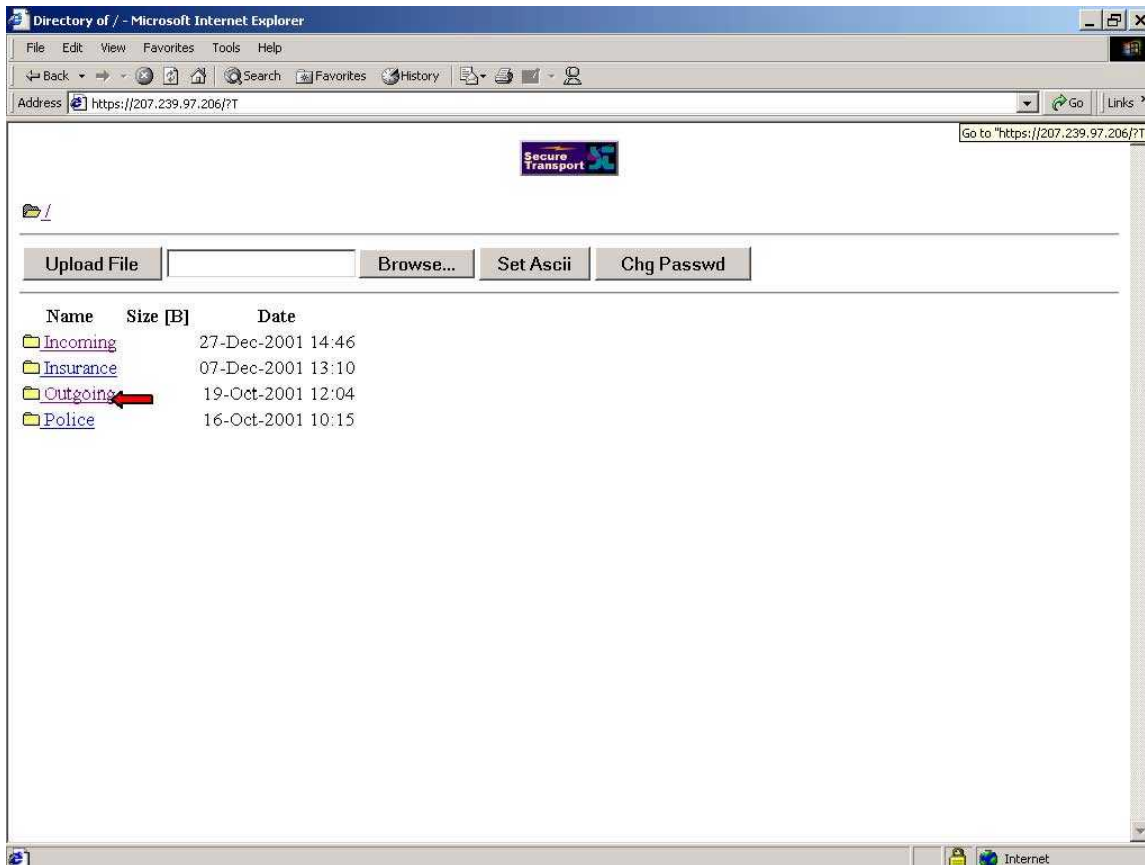 Directory of / - Microsoft Internet Explorer
File Edit View Favorites Tools Help
Back Search Favorites History
Address https://207.239.97.206/?T Go Links
Go to "https://207.239.97.206/?T
Secure
Transport
/
Upload File Browse... Set Ascii Chg Passwd
Name Size [B] Date
Incoming 27-Dec-2001 14:46
Insurance 07-Dec-2001 13:10
Outgoing 19-Oct-2001 12:04
Police 16-Oct-2001 10:15
Internet